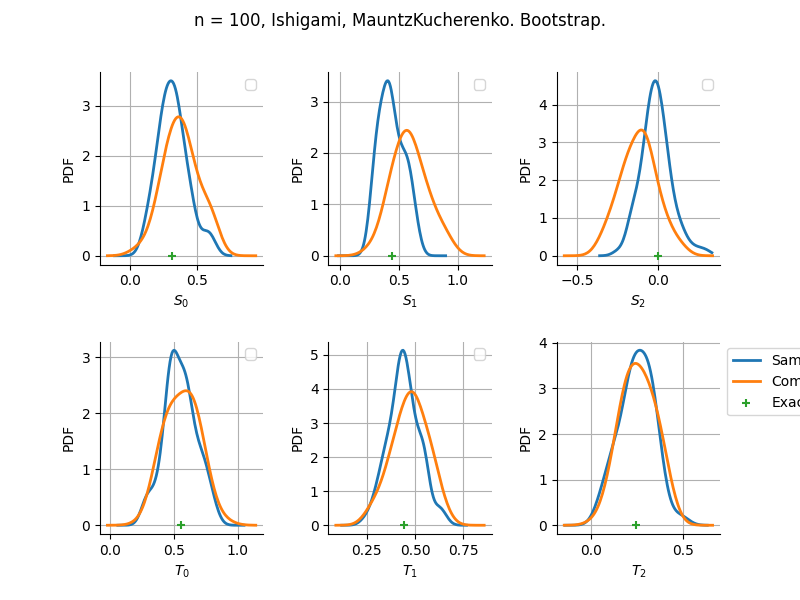 n = 100, Ishigami, MauntzKucherenko. Bootstrap.
PDF
3
2
1
0
0.0 0.5
S0
PDF
3
2
1
0
0.0 0.5 1.0
S1
PDF
4
3
2
1
0
−0.5 0.0
S2
PDF
3
2
1
0
0.0 0.5 1.0
T0
PDF
5
4
3
2
1
0
0.25 0.50 0.75
T1
PDF
4
3
2
1
0
0.0 0.5
T2
Sam
Com
Exac